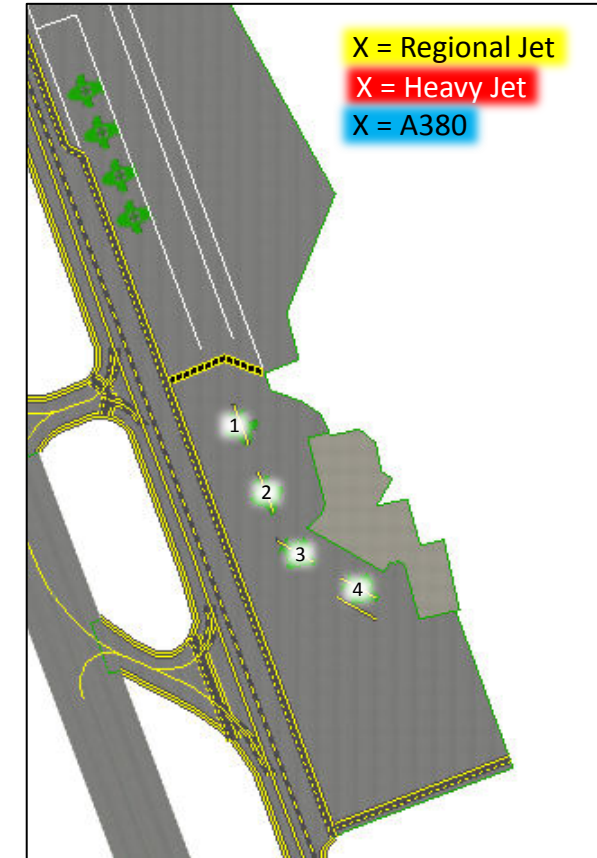 X = Regional Jet
X = Heavy Jet
X = A380
1
2
3
4